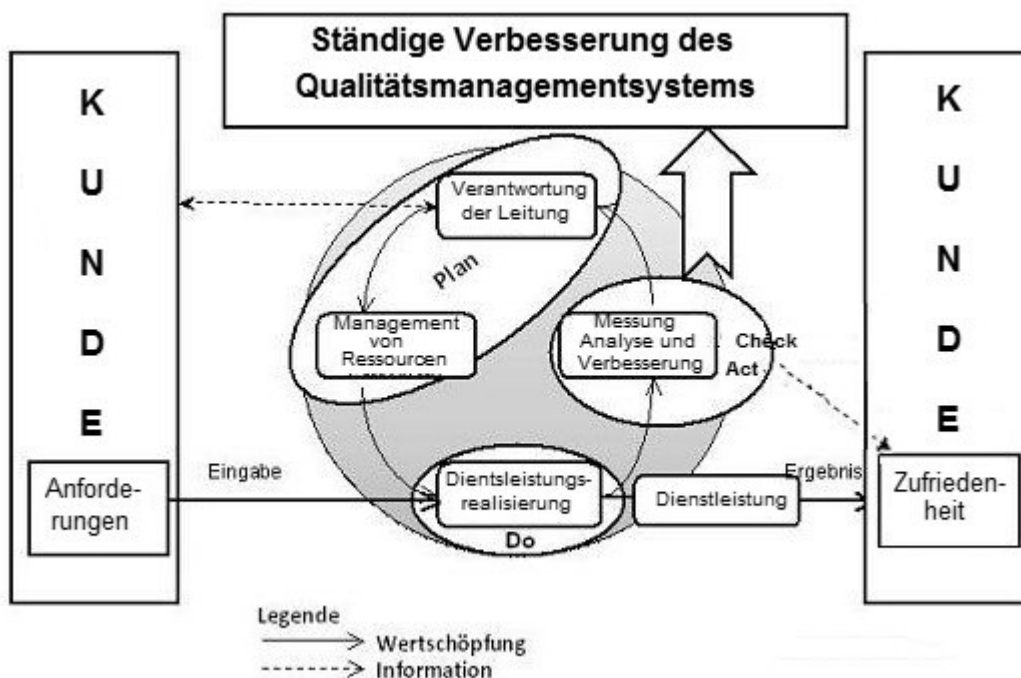 Ständige Verbesserung des
Qualitätsmanagementsystems
K
U
N
D
E
Anforde-
rungen
Eingabe
Verantwortung
der Leitung
Plan
Management
von
Ressourcen
Messung
Analyse und
Verbesserung
Check
Act
Dientsleistungs-
realisierung
Do
Dienstleistung
Ergebnis
K
U
N
D
E
Zufrieden-
heit
Legende
Wertschöpfung
Information